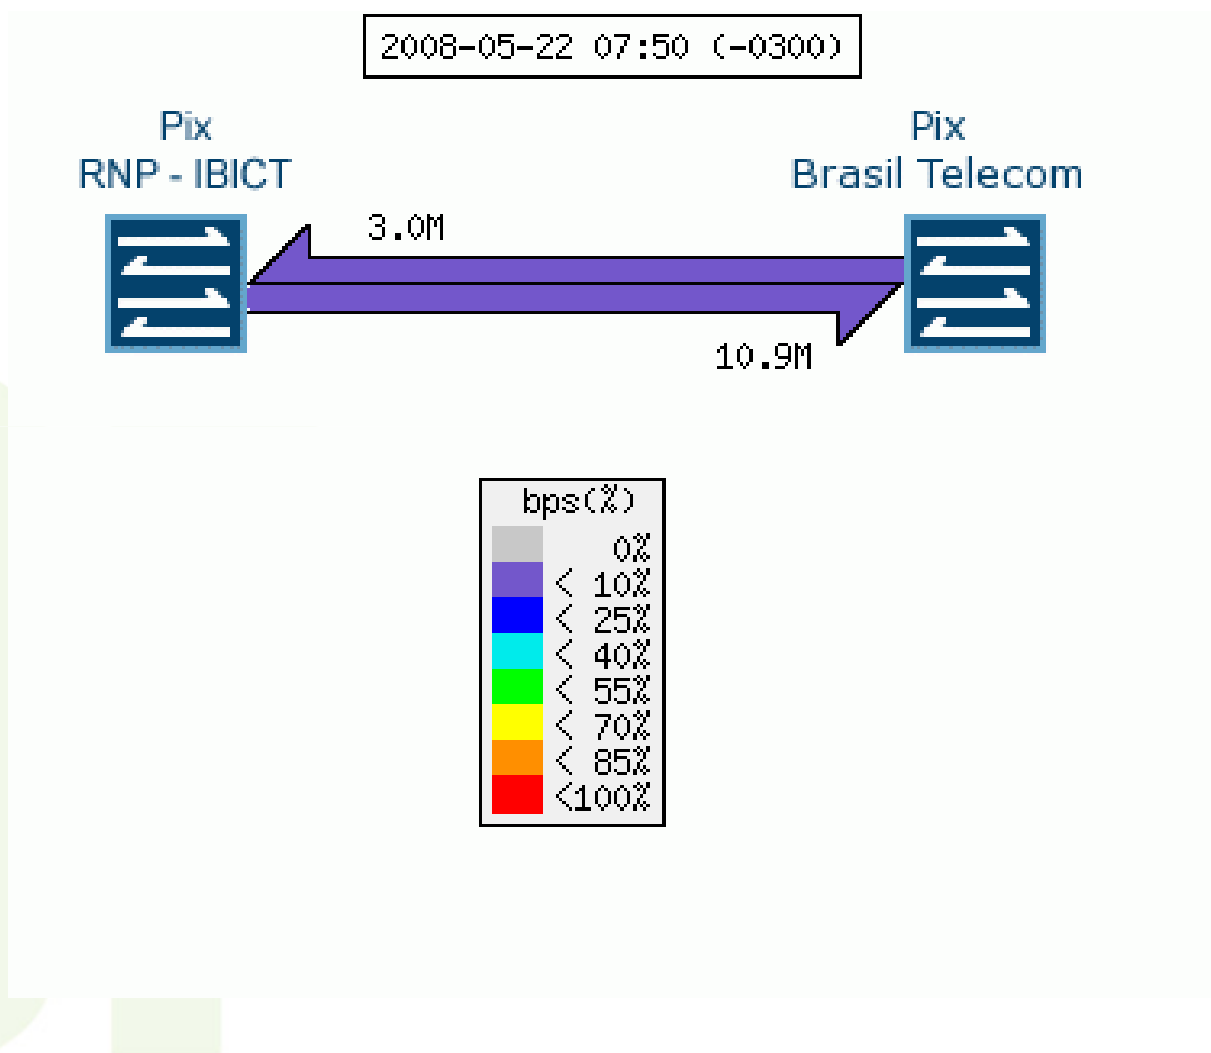 2008-05-22 07:50 (-0300)
Pix
RNP - IBICT
Pix
Brasil Telecom
3.0M
10.9M
bps(%)
0%
< 10%
< 25%
< 40%
< 55%
< 70%
< 85%
<100%